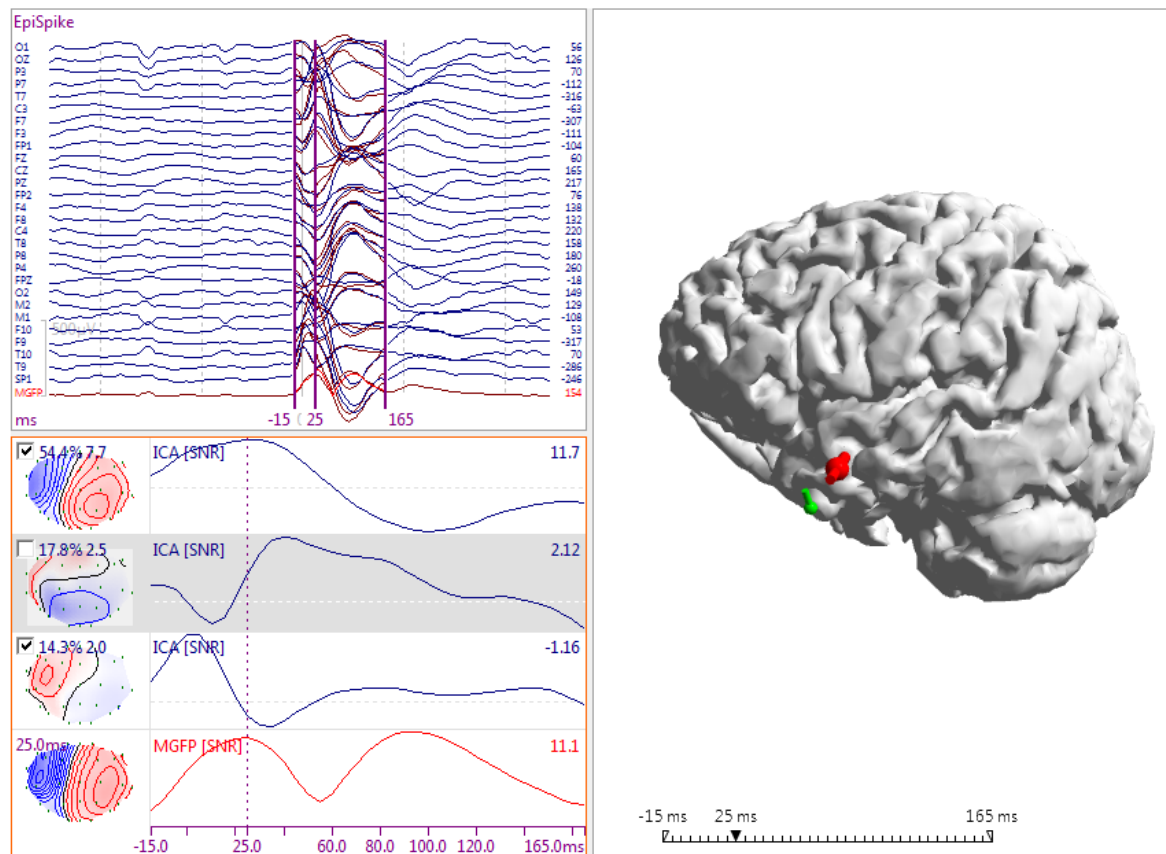 EpiSpike
O1 56
OZ 126
P3 70
P7 -112
T7 -316
C3 -63
F7 -307
F3 -111
FP1 -104
FZ 60
CZ 165
PZ 217
FP2 76
F4 138
F8 132
C4 220
T8 158
P8 180
P4 260
FPZ -18
O2 149
M2 129
M1 -108
F10 53
500µV
F9 -317
T10 70
T9 -286
SP1 -246
MGFP 154
ms -15 0 25 165
54.4% 7.7 ICA [SNR] 11.7
17.8% 2.5 ICA [SNR] 2.12
14.3% 2.0 ICA [SNR] -1.16
25.0ms MGFP [SNR] 11.1
-15.0 25.0 60.0 80.0 100.0 120.0 165.0ms
-15 ms 25 ms 165 ms